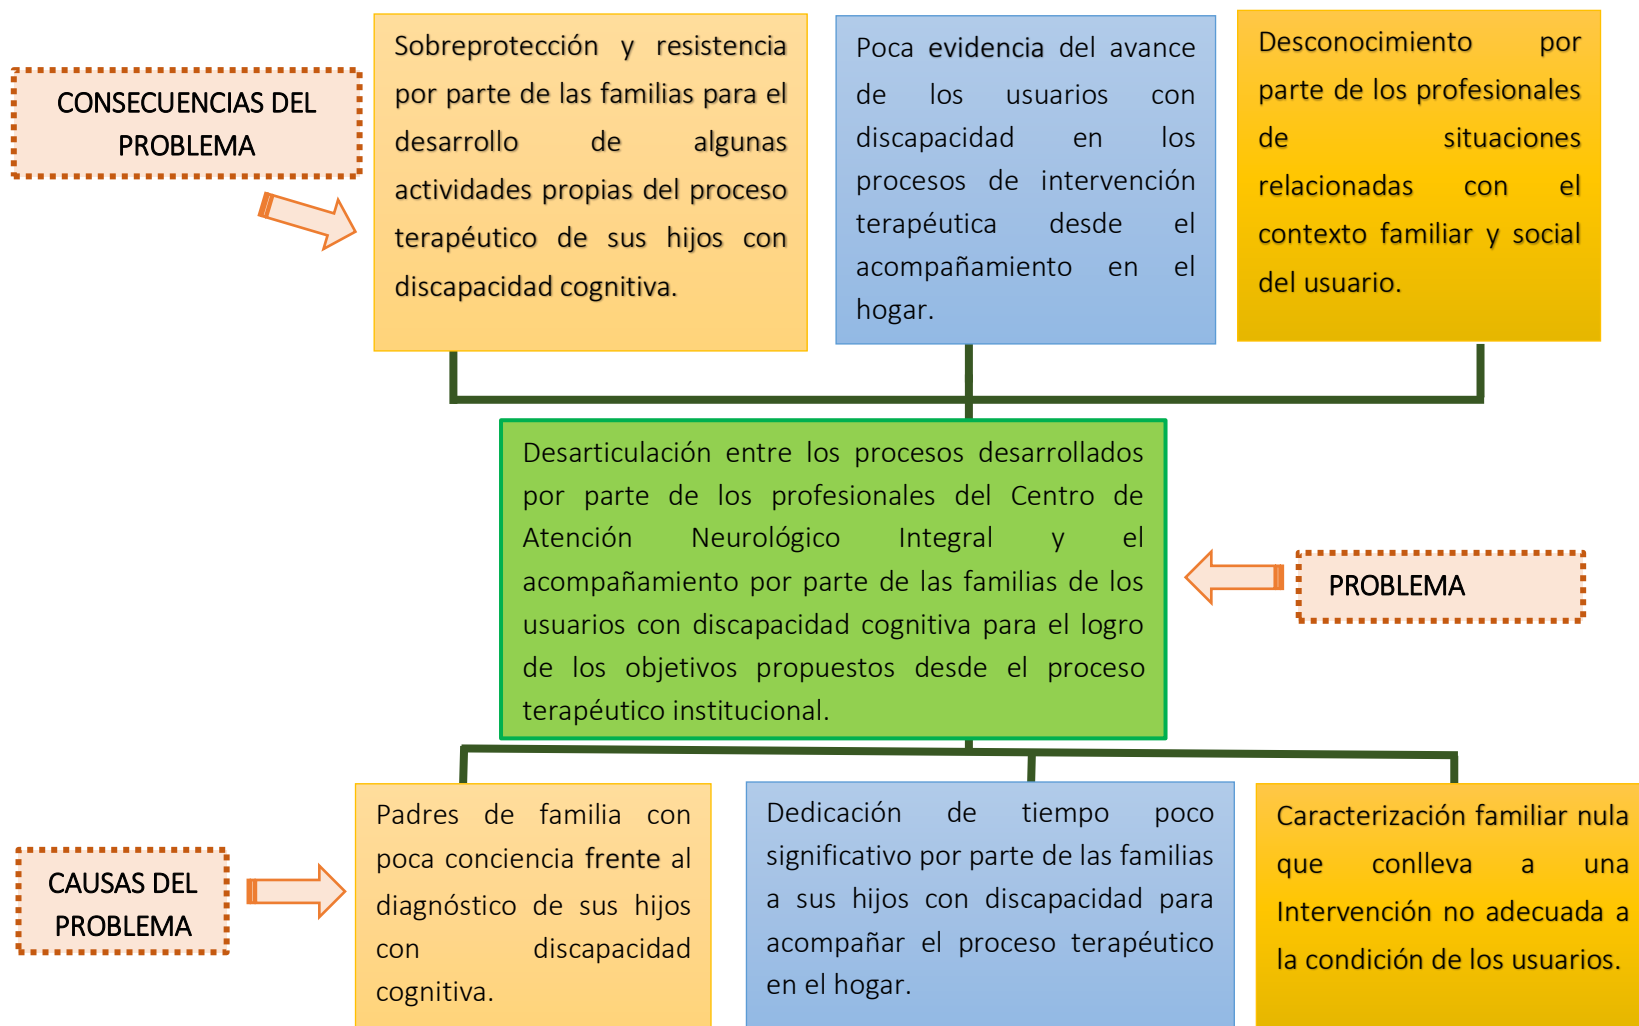 CONSECUENCIAS DEL
PROBLEMA
Sobreprotección y resistencia
por parte de las familias para el
desarrollo de algunas
actividades propias del proceso
terapéutico de sus hijos con
discapacidad cognitiva.
Poca evidencia del avance
de los usuarios con
discapacidad en los
procesos de intervención
terapéutica desde el
acompañamiento en el
hogar.
Desconocimiento por
parte de los profesionales
de situaciones
relacionadas con el
contexto familiar y social
del usuario.
Desarticulación entre los procesos desarrollados
por parte de los profesionales del Centro de
Atención Neurológico Integral y el
acompañamiento por parte de las familias de los
usuarios con discapacidad cognitiva para el logro
de los objetivos propuestos desde el proceso
terapéutico institucional.
PROBLEMA
CAUSAS DEL
PROBLEMA
Padres de familia con
poca conciencia frente al
diagnóstico de sus hijos
con discapacidad
cognitiva.
Dedicación de tiempo poco
significativo por parte de las familias
a sus hijos con discapacidad para
acompañar el proceso terapéutico
en el hogar.
Caracterización familiar nula
que conlleva a una
Intervención no adecuada a
la condición de los usuarios.